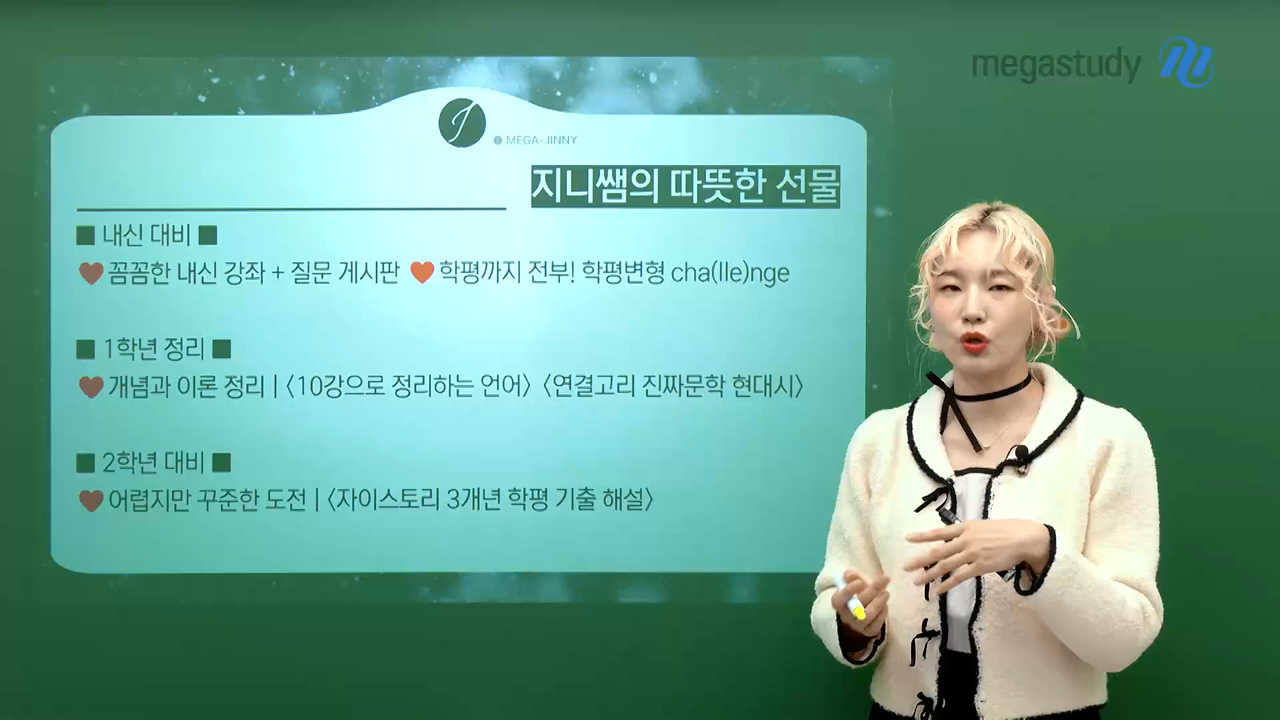 megastudy
J
MEGA-JINNY
지니쌤의 따뜻한 선물
■ 내신 대비 ■
♥ 꼼꼼한 내신 강좌 + 질문 게시판 ♥ 학평까지 전부! 학평변형 cha(lle)nge
■ 1학년 정리 ■
♥ 개념과 이론 정리 | 〈10강으로 정리하는 언어〉 〈연결고리 진짜문학 현대시〉
■ 2학년 대비 ■
♥ 어렵지만 꾸준한 도전 | 〈자이스토리 3개년 학평 기출 해설〉